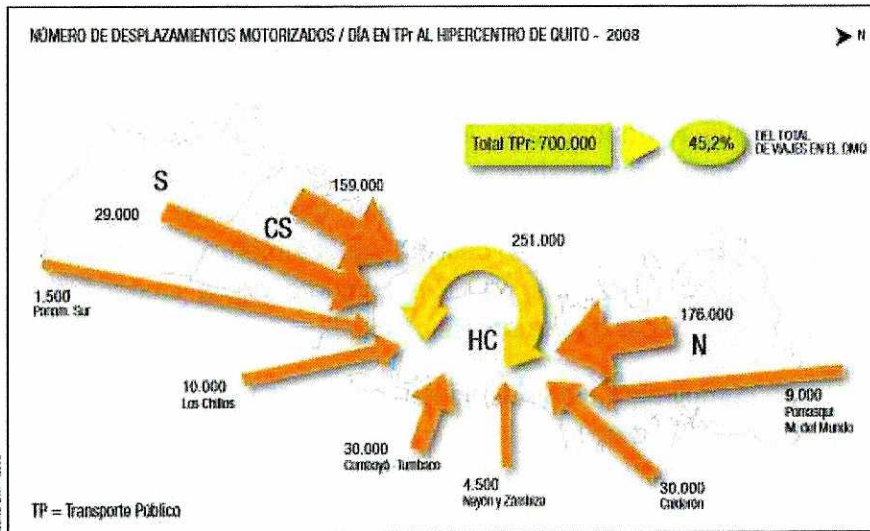 NÚMERO DE DESPLAZAMIENTOS MOTORIZADOS / DÍA EN TPr AL HIPERCENTRO DE QUITO - 2008
N
Total TPr: 700.000
45,2%
DEL TOTAL
DE VIAJES EN EL DMQ
S
29.000
CS
159.000
251.000
1.500
Panam. Sur
HC
176.000
N
10.000
Los Chillos
9.000
Pomasqui
M. del Mundo
30.000
Cumbayá - Tumbaco
4.500
Nayón y Zámbiza
30.000
Calderón
TP = Transporte Público